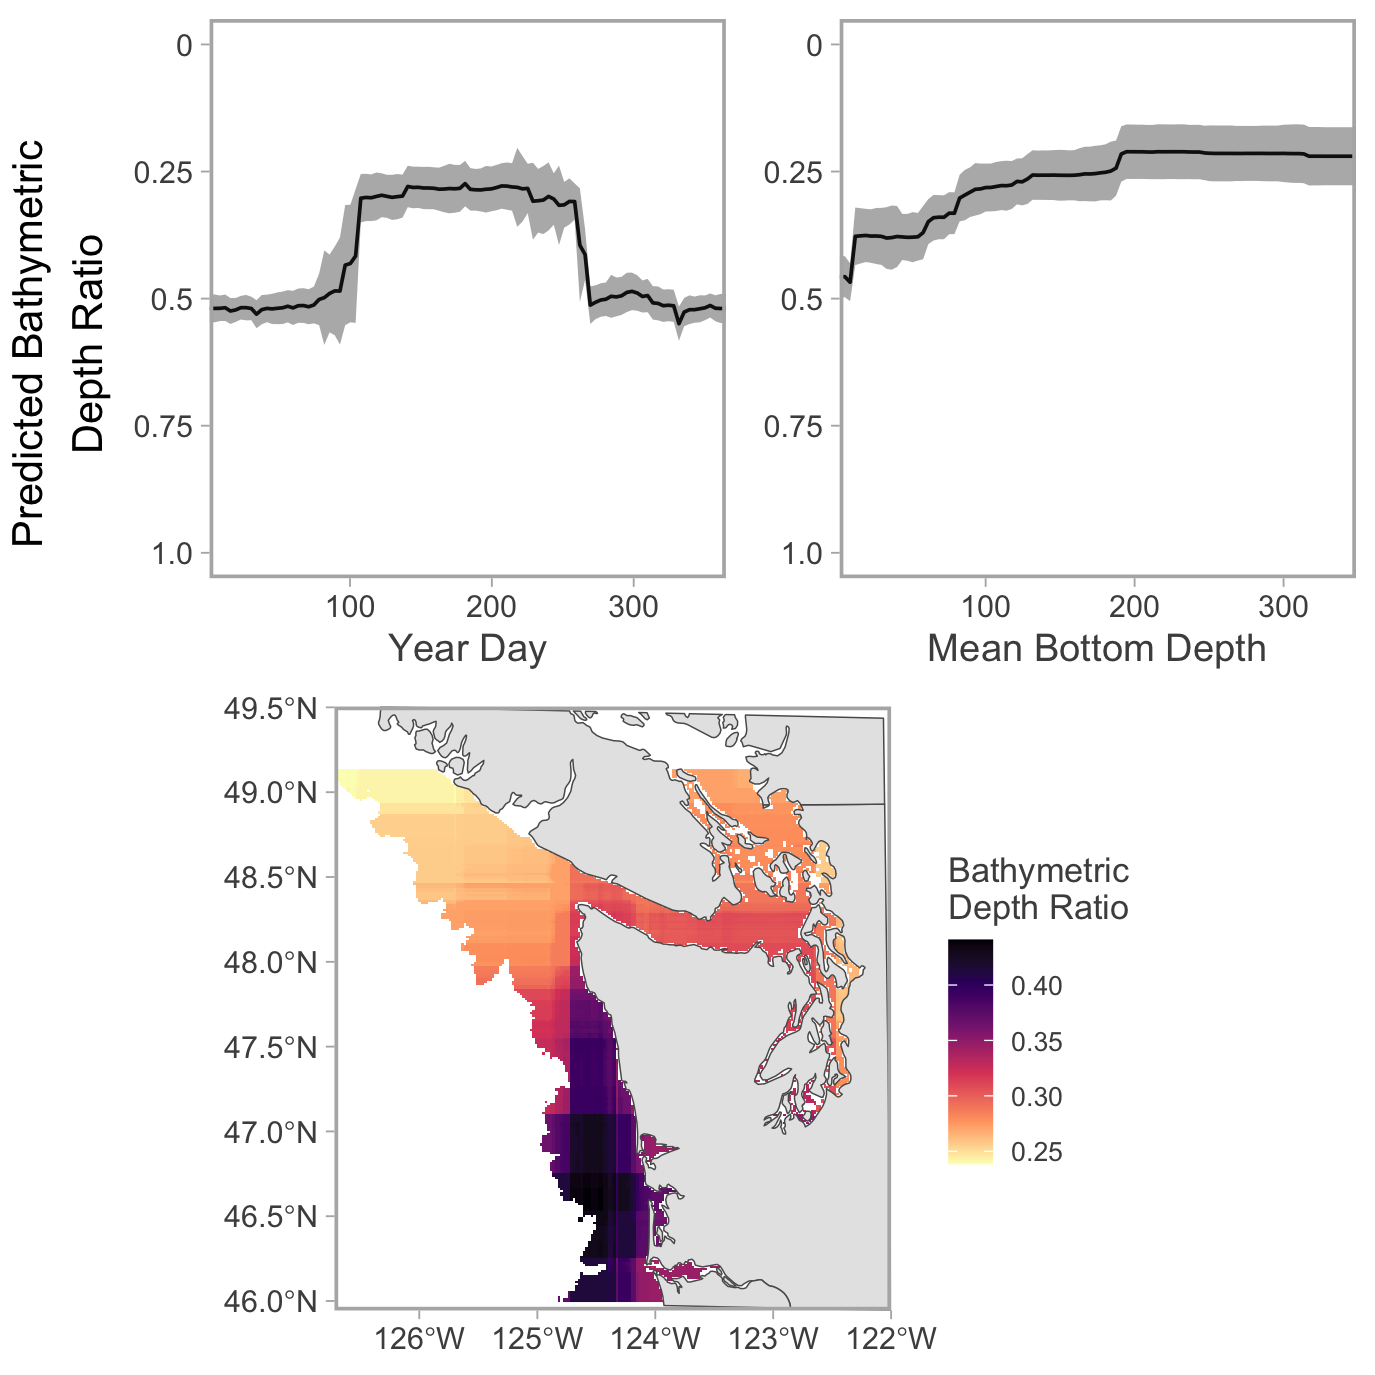 Predicted Bathymetric
Depth Ratio
0
0.25
0.5
0.75
1.0
100 200 300
Year Day
0
0.25
0.5
0.75
1.0
100 200 300
Mean Bottom Depth
49.5°N
49.0°N
48.5°N
48.0°N
47.5°N
47.0°N
46.5°N
46.0°N
126°W 125°W 124°W 123°W 122°W
Bathymetric
Depth Ratio
0.40
0.35
0.30
0.25